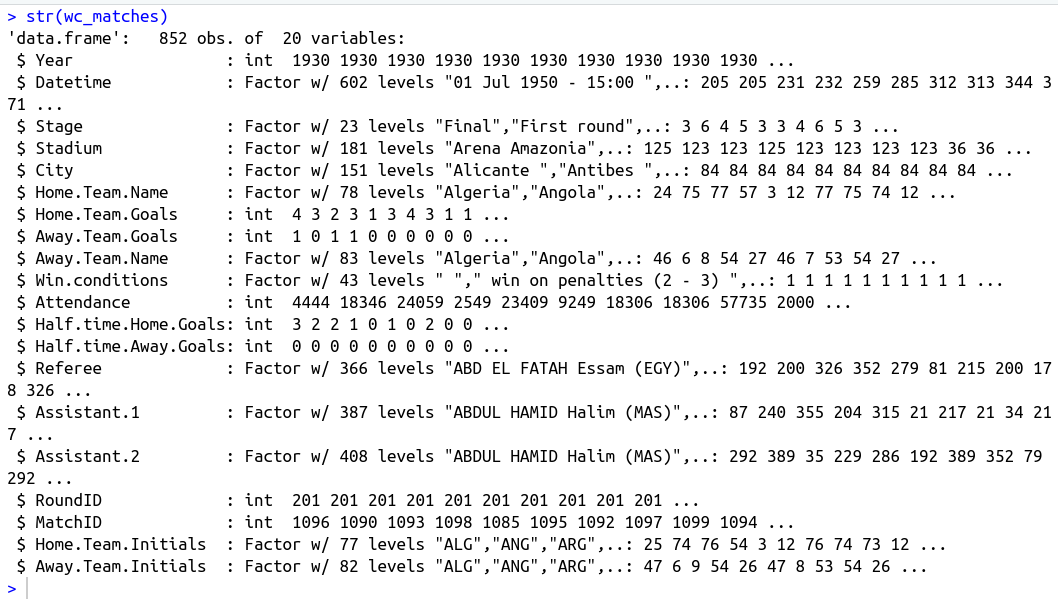 > str(wc_matches)
'data.frame':   852 obs. of  20 variables:
 $ Year                : int  1930 1930 1930 1930 1930 1930 1930 1930 1930 1930 ...
 $ Datetime            : Factor w/ 602 levels "01 Jul 1950 - 15:00 ",..: 205 205 231 232 259 285 312 313 344 3
71 ...
 $ Stage               : Factor w/ 23 levels "Final","First round",..: 3 6 4 5 3 3 4 6 5 3 ...
 $ Stadium             : Factor w/ 181 levels "Arena Amazonia",..: 125 123 123 125 123 123 123 123 36 36 ...
 $ City                : Factor w/ 151 levels "Alicante ","Antibes ",..: 84 84 84 84 84 84 84 84 84 84 ...
 $ Home.Team.Name      : Factor w/ 78 levels "Algeria","Angola",..: 24 75 77 57 3 12 77 75 74 12 ...
 $ Home.Team.Goals     : int  4 3 2 3 1 3 4 3 1 1 ...
 $ Away.Team.Goals     : int  1 0 1 1 0 0 0 0 0 0 ...
 $ Away.Team.Name      : Factor w/ 83 levels "Algeria","Angola",..: 46 6 8 54 27 46 7 53 54 27 ...
 $ Win.conditions      : Factor w/ 43 levels " "," win on penalties (2 - 3) ",..: 1 1 1 1 1 1 1 1 1 1 ...
 $ Attendance          : int  4444 18346 24059 2549 23409 9249 18306 18306 57735 2000 ...
 $ Half.time.Home.Goals: int  3 2 2 1 0 1 0 2 0 0 ...
 $ Half.time.Away.Goals: int  0 0 0 0 0 0 0 0 0 0 ...
 $ Referee             : Factor w/ 366 levels "ABD EL FATAH Essam (EGY)",..: 192 200 326 352 279 81 215 200 17
8 326 ...
 $ Assistant.1         : Factor w/ 387 levels "ABDUL HAMID Halim (MAS)",..: 87 240 355 204 315 21 217 21 34 21
7 ...
 $ Assistant.2         : Factor w/ 408 levels "ABDUL HAMID Halim (MAS)",..: 292 389 35 229 286 192 389 352 79
292 ...
 $ RoundID             : int  201 201 201 201 201 201 201 201 201 201 ...
 $ MatchID             : int  1096 1090 1093 1098 1085 1095 1092 1097 1099 1094 ...
 $ Home.Team.Initials  : Factor w/ 77 levels "ALG","ANG","ARG",..: 25 74 76 54 3 12 76 74 73 12 ...
 $ Away.Team.Initials  : Factor w/ 82 levels "ALG","ANG","ARG",..: 47 6 9 54 26 47 8 53 54 26 ...
>